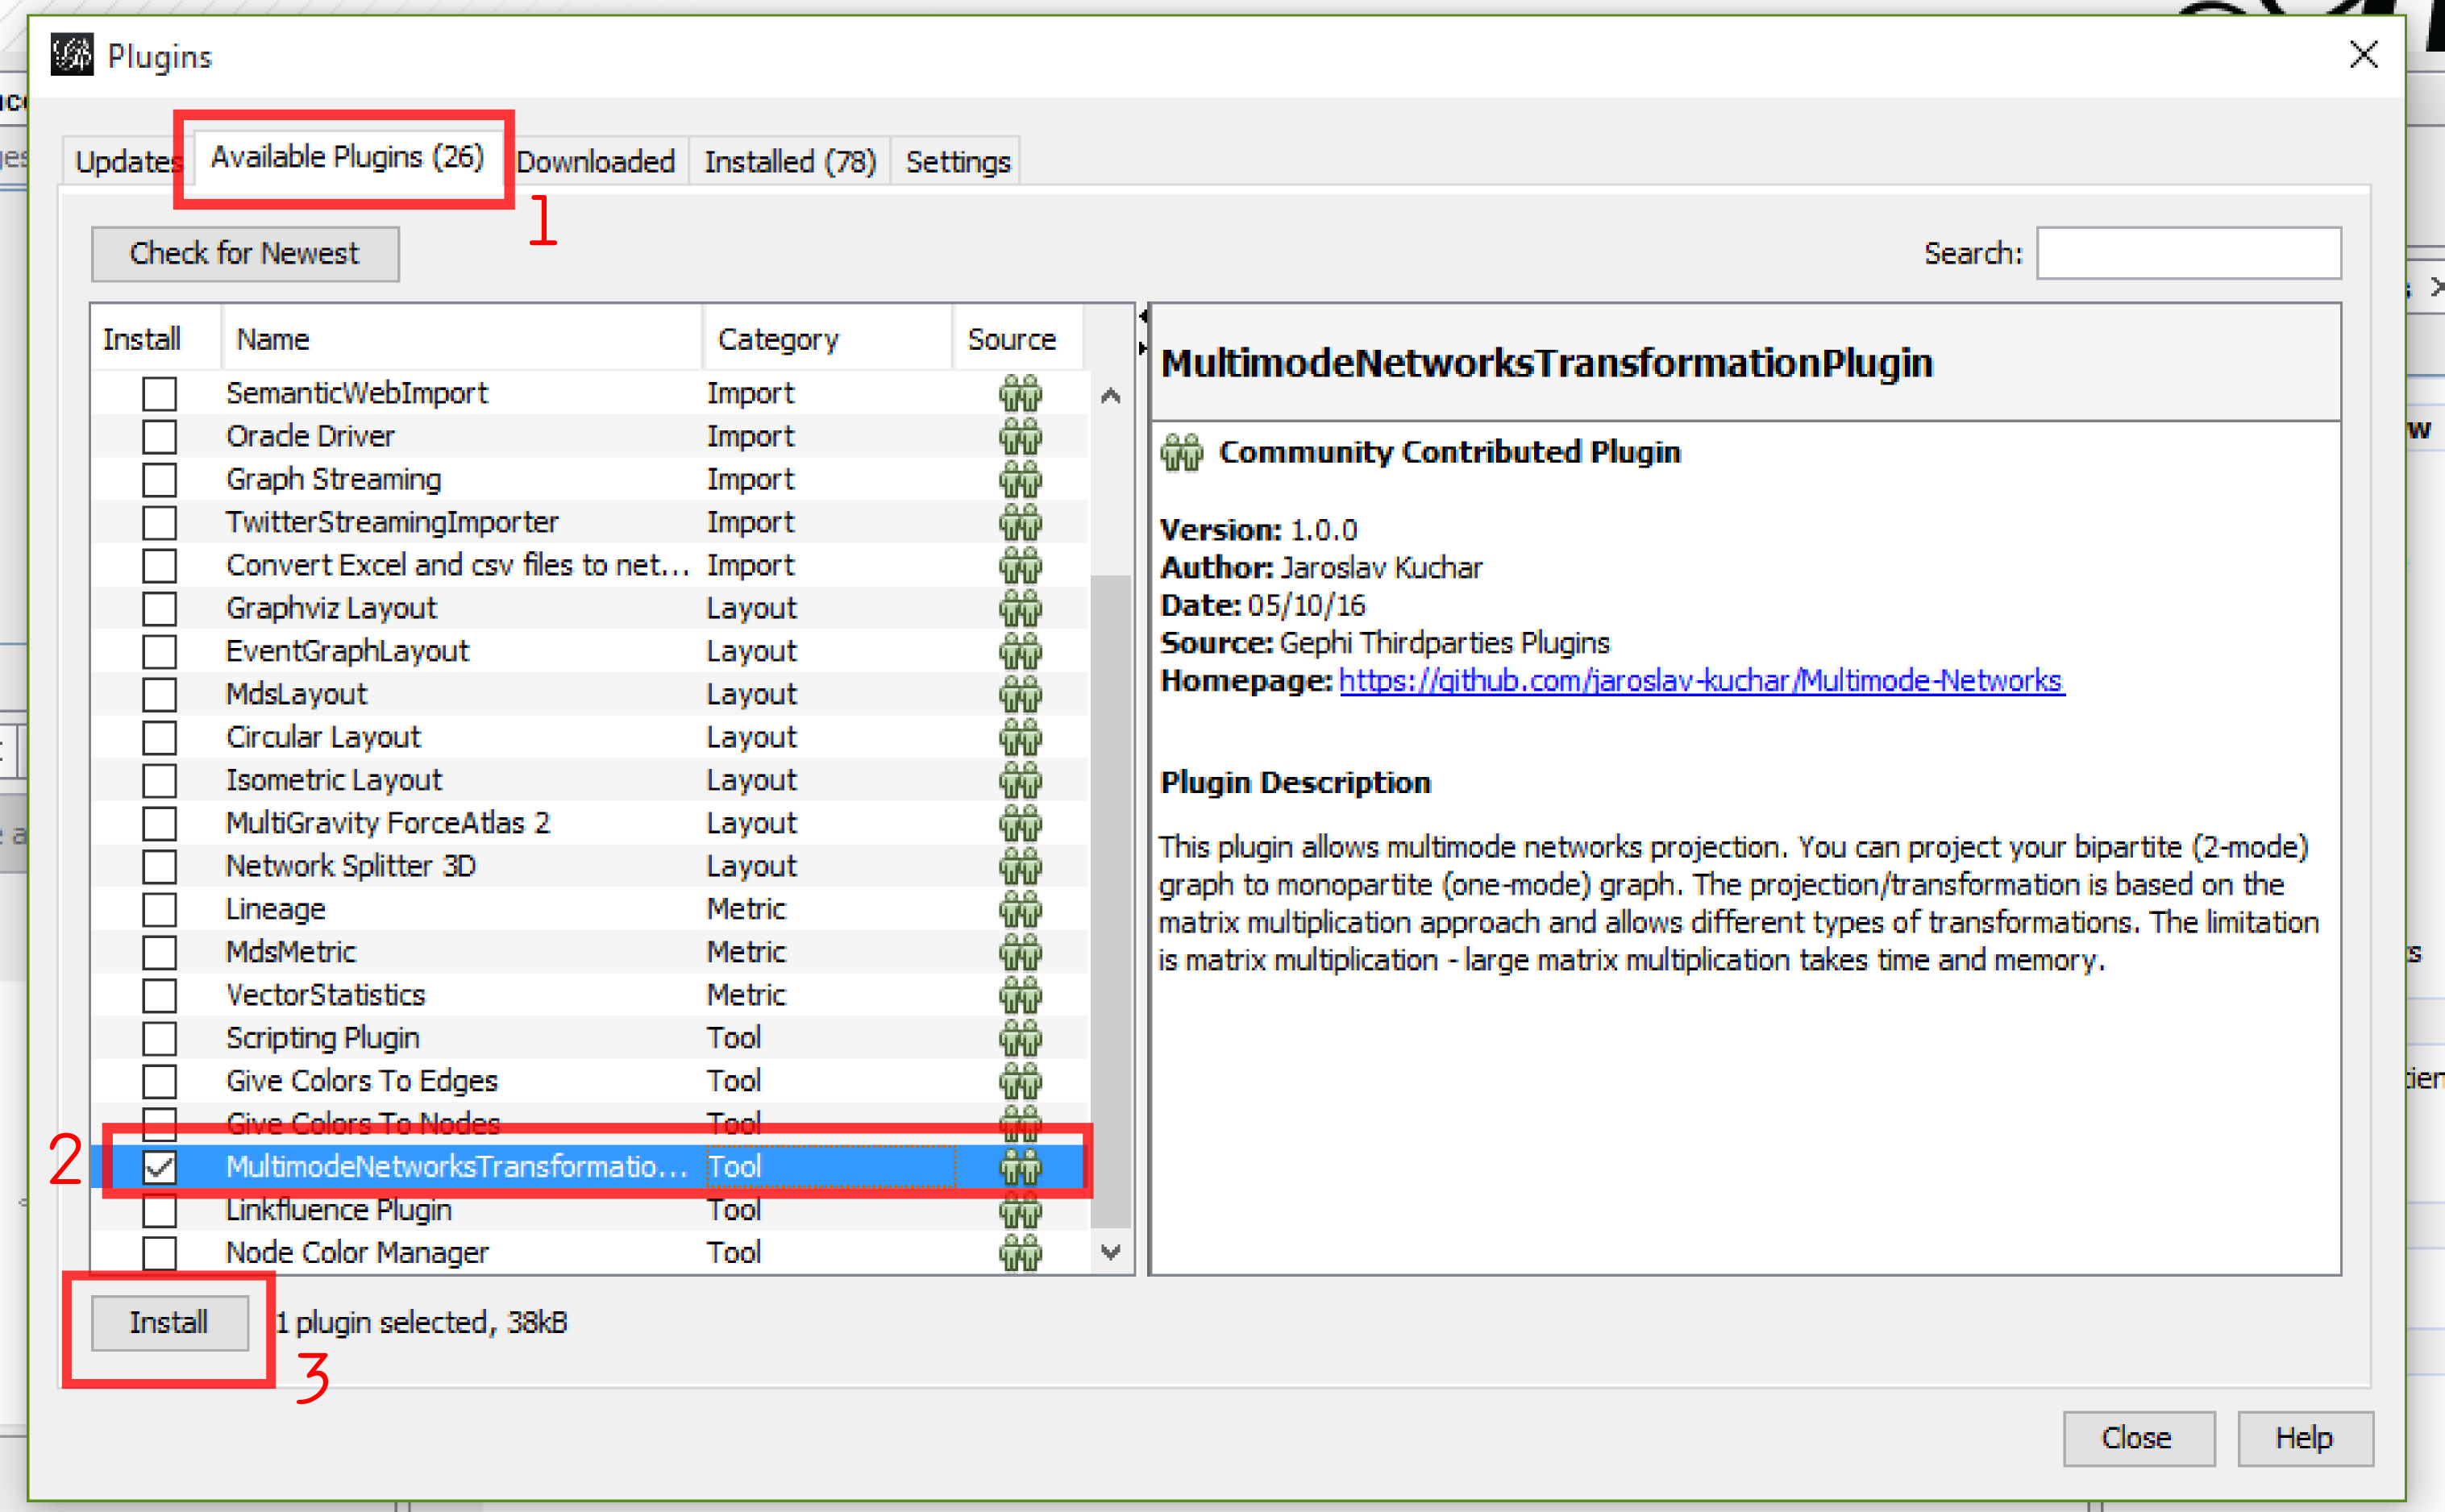 Plugins
Updates Available Plugins (26) Downloaded Installed (78) Settings
1
Check for Newest Search:
Install Name Category Source
SemanticWebImport Import
Oracle Driver Import
Graph Streaming Import
TwitterStreamingImporter Import
Convert Excel and csv files to net... Import
Graphviz Layout Layout
EventGraphLayout Layout
MdsLayout Layout
Circular Layout Layout
Isometric Layout Layout
MultiGravity ForceAtlas 2 Layout
Network Splitter 3D Layout
Lineage Metric
MdsMetric Metric
VectorStatistics Metric
Scripting Plugin Tool
Give Colors To Edges Tool
Give Colors To Nodes Tool
2 MultimodeNetworksTransformatio... Tool
Linkfluence Plugin Tool
Node Color Manager Tool
MultimodeNetworksTransformationPlugin
Community Contributed Plugin
Version: 1.0.0
Author: Jaroslav Kuchar
Date: 05/10/16
Source: Gephi Thirdparties Plugins
Homepage: https://github.com/jaroslav-kuchar/Multimode-Networks
Plugin Description
This plugin allows multimode networks projection. You can project your bipartite (2-mode)
graph to monopartite (one-mode) graph. The projection/transformation is based on the
matrix multiplication approach and allows different types of transformations. The limitation
is matrix multiplication - large matrix multiplication takes time and memory.
Install 1 plugin selected, 38kB
3
Close Help